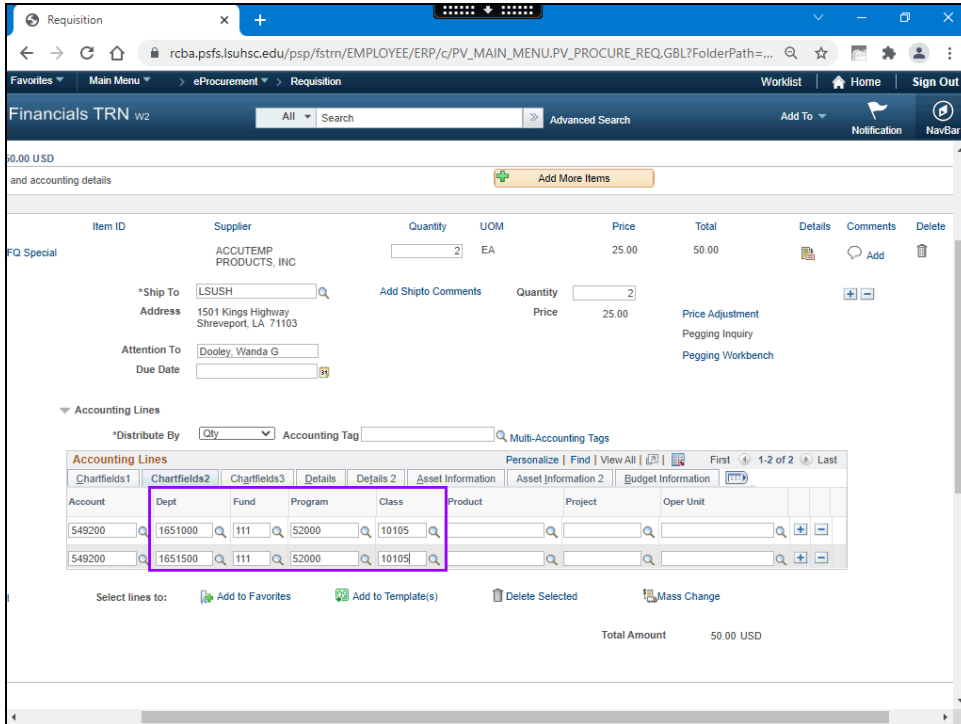 Requisition
rcba.psfs.lsuhsc.edu/psp/fstrn/EMPLOYEE/ERP/c/PV_MAIN_MENU.PV_PROCURE_REQ.GBL?FolderPath=...
Favorites Main Menu > eProcurement > Requisition Worklist Home Sign Out
Financials TRN W2 All Search Advanced Search Add To Notification NavBar
50.00 USD
and accounting details Add More Items
Item ID Supplier Quantity UOM Price Total Details Comments Delete
FQ Special ACCUTEMP PRODUCTS, INC 2 EA 25.00 50.00 Add
*Ship To LSUSH Add Shipto Comments Quantity 2
Address 1501 Kings Highway Price 25.00 Price Adjustment
Shreveport, LA 71103
Pegging Inquiry
Attention To Dooley, Wanda G Pegging Workbench
Due Date 31
Accounting Lines
*Distribute By Qty Accounting Tag Multi-Accounting Tags
Accounting Lines Personalize | Find | View All | First 1-2 of 2 Last
Chartfields1 Chartfields2 Chartfields3 Details Details 2 Asset Information Asset Information 2 Budget Information
Account Dept Fund Program Class Product Project Oper Unit
549200 1651000 111 52000 10105
549200 1651500 111 52000 10105
Select lines to: Add to Favorites Add to Template(s) Delete Selected Mass Change
Total Amount 50.00 USD